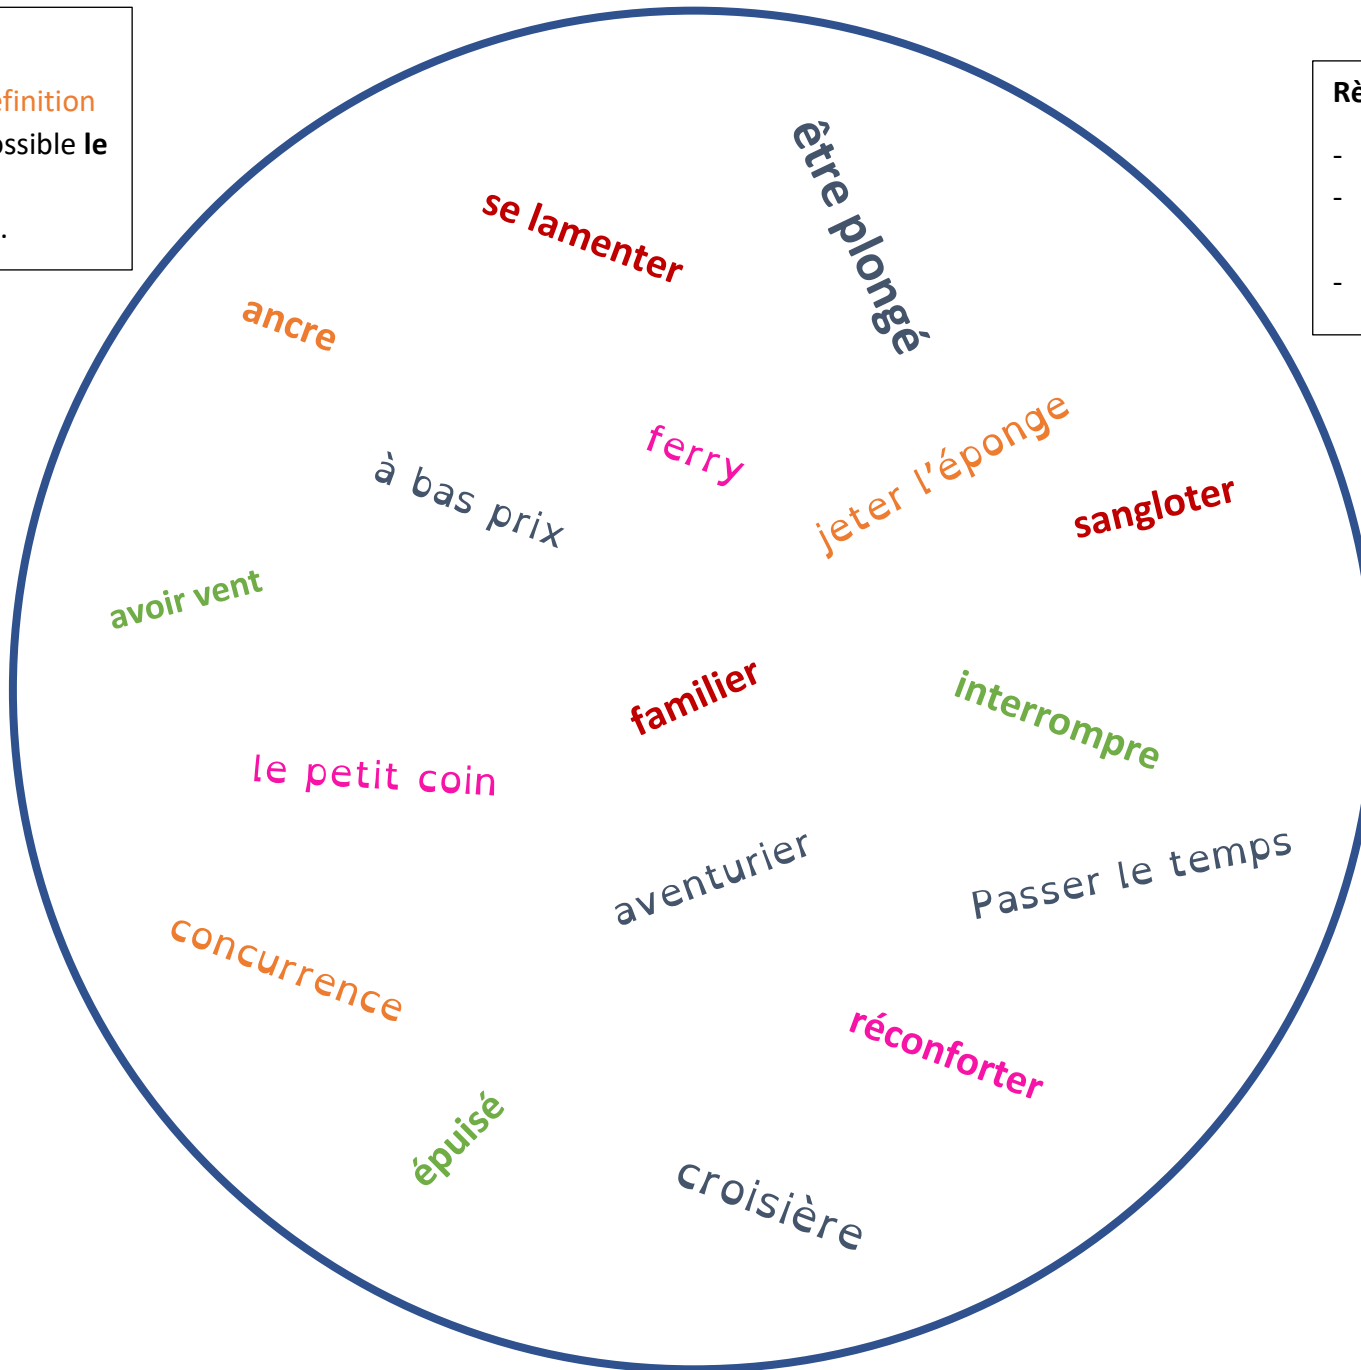 finition
ossible le
.
Rè
-
-
-
être plongé
se lamenter
ancre
ferry
jeter l'éponge
à bas prix
sangloter
avoir vent
familier
interrompre
le petit coin
aventurier
Passer le temps
concurrence
réconforter
épuisé
croisière